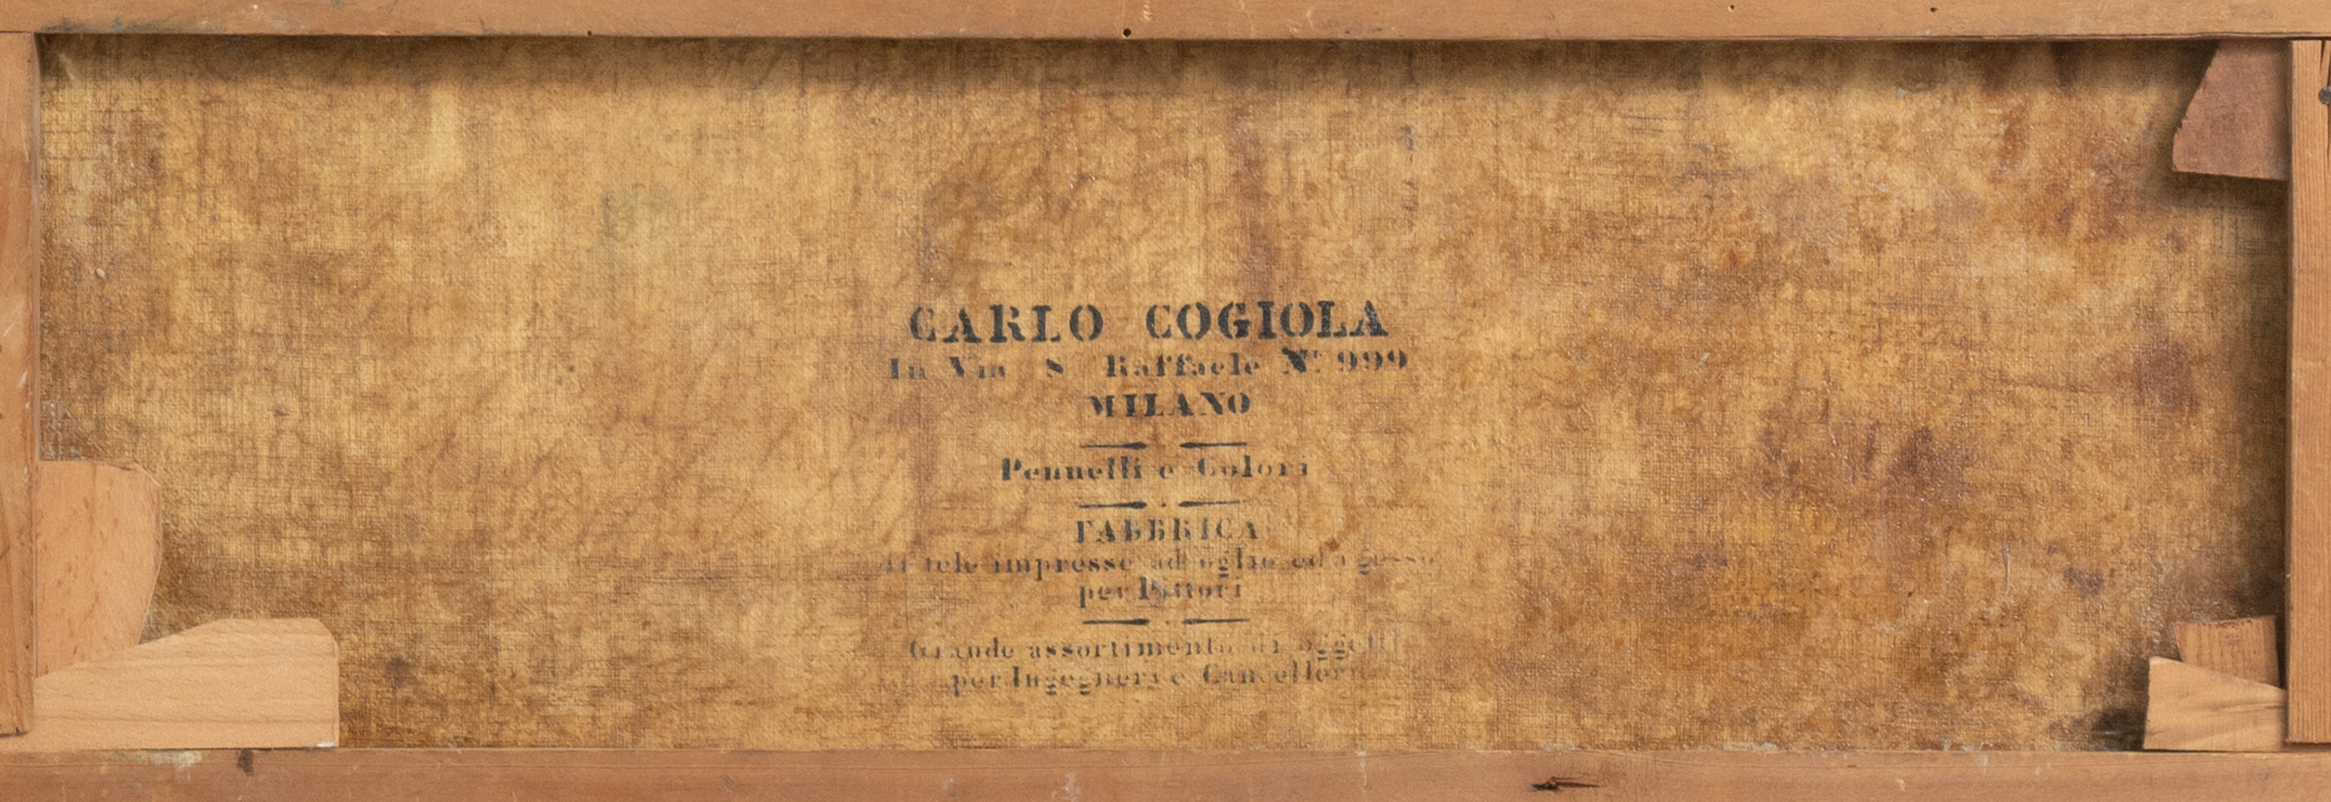 CARLO COGIOLA
In Via S Raffaele N.° 999
MILANO
Pennelli e Colori
FABBRICA
di tele impresse ad oglio ed a gesso
per Pittori
Grande assortimento di oggetti
per Ingegneri e Cancelleria